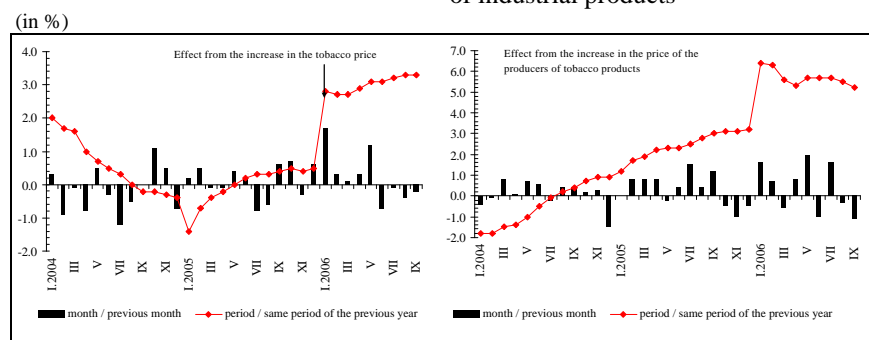 of industrial products
(in %)
Effect from the increase in the tobacco price
4.0
3.0
2.0
1.0
0.0
-1.0
-2.0
I.2004
III
V
VII
IX
XI
I.2005
III
V
VII
IX
XI
I.2006
III
V
VII
IX
month / previous month
period / same period of the previous year
Effect from the increase in the price of the
producers of tobacco products
7.0
6.0
5.0
4.0
3.0
2.0
1.0
0.0
-1.0
-2.0
I.2004
III
V
VII
IX
XI
I.2005
III
V
VII
IX
XI
I.2006
III
V
VII
IX
month / previous month
period / same period of the previous year